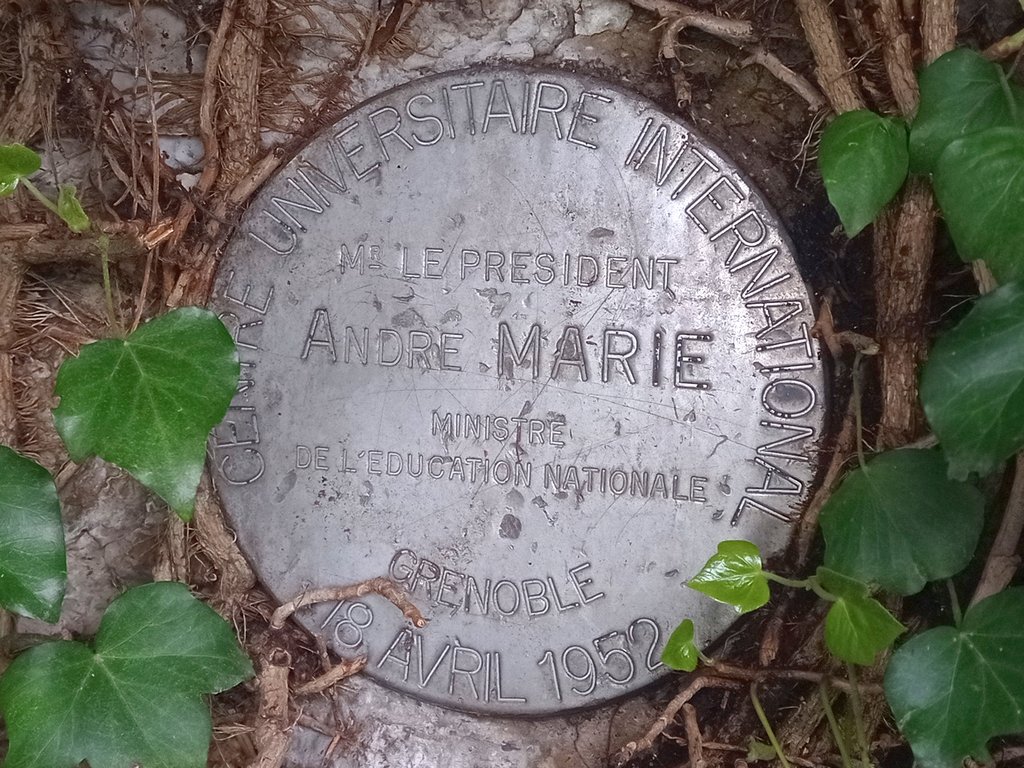 CENTRE UNIVERSITAIRE INTERNATIONAL
MR LE PRESIDENT
ANDRE MARIE
MINISTRE
DE L'EDUCATION NATIONALE
GRENOBLE
18 AVRIL 1952